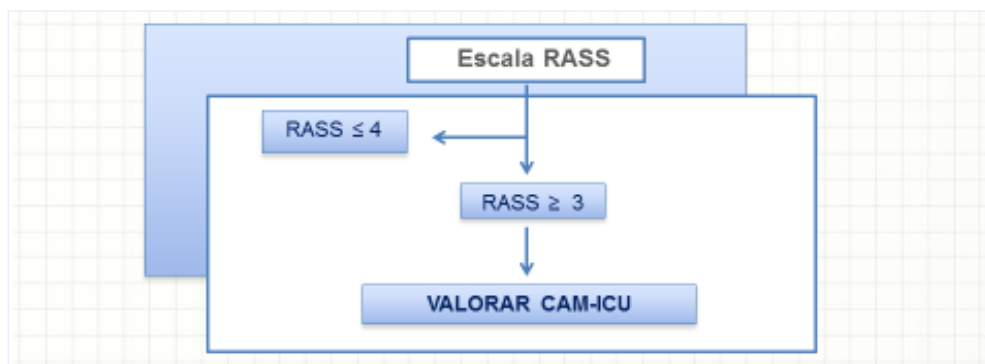 Escala RASS
RASS ≤ 4
RASS ≥ 3
VALORAR CAM-ICU